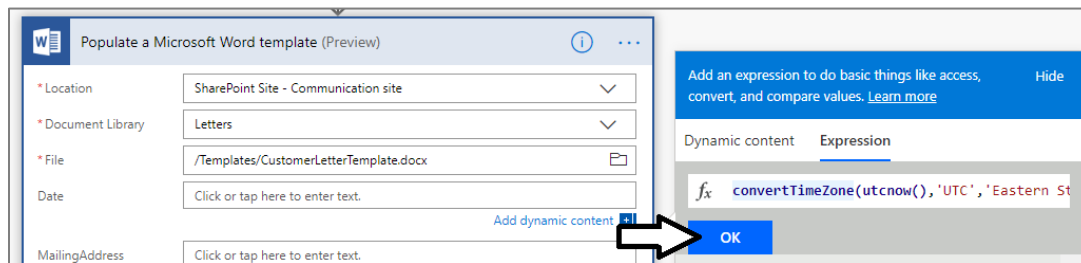 Populate a Microsoft Word template (Preview)
* Location
SharePoint Site - Communication site
* Document Library
Letters
* File
/Templates/CustomerLetterTemplate.docx
Date
Click or tap here to enter text.
Add dynamic content
MailingAddress
Click or tap here to enter text.
Add an expression to do basic things like access,
convert, and compare values. Learn more
Hide
Dynamic content Expression
fx convertTimeZone(utcnow(),'UTC','Eastern St
OK